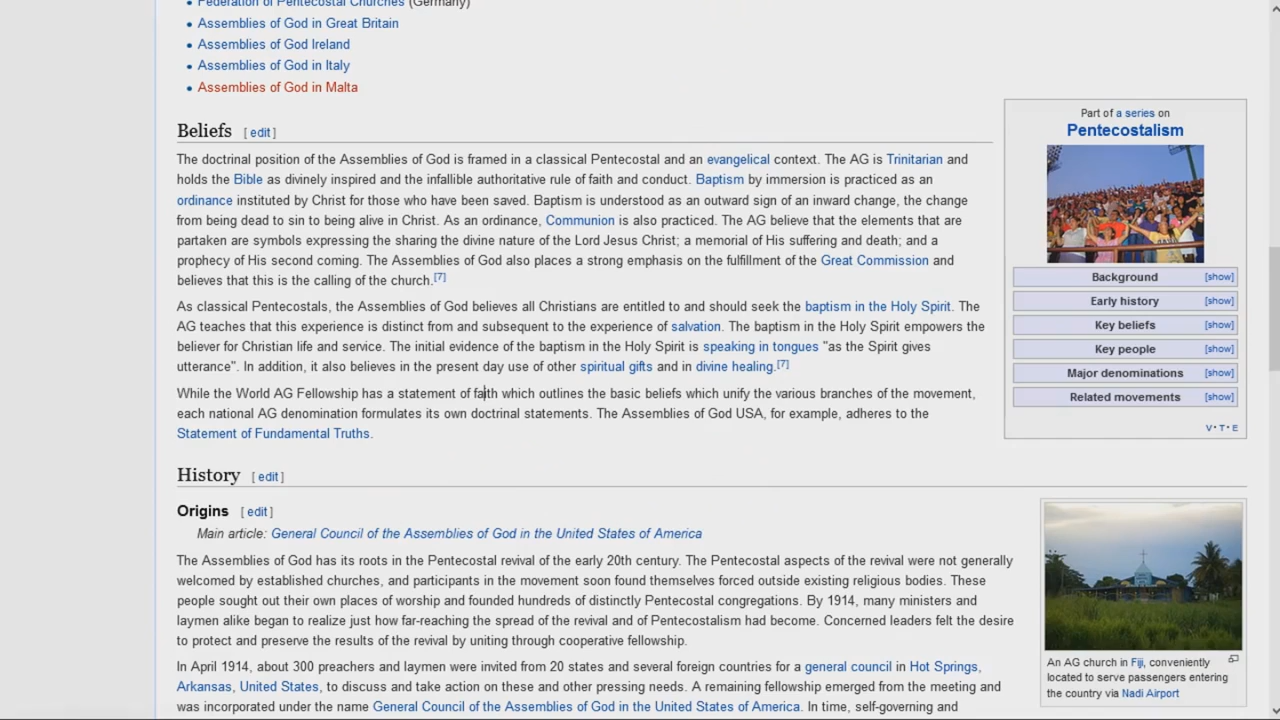 Federation of Pentecostal Churches (Germany)
Assemblies of God in Great Britain
Assemblies of God Ireland
Assemblies of God in Italy
Assemblies of God in Malta
Beliefs [ edit ]
The doctrinal position of the Assemblies of God is framed in a classical Pentecostal and an evangelical context. The AG is Trinitarian and
holds the Bible as divinely inspired and the infallible authoritative rule of faith and conduct. Baptism by immersion is practiced as an
ordinance instituted by Christ for those who have been saved. Baptism is understood as an outward sign of an inward change, the change
from being dead to sin to being alive in Christ. As an ordinance, Communion is also practiced. The AG believe that the elements that are
partaken are symbols expressing the sharing the divine nature of the Lord Jesus Christ; a memorial of His suffering and death; and a
prophecy of His second coming. The Assemblies of God also places a strong emphasis on the fulfillment of the Great Commission and
believes that this is the calling of the church.[7]
As classical Pentecostals, the Assemblies of God believes all Christians are entitled to and should seek the baptism in the Holy Spirit. The
AG teaches that this experience is distinct from and subsequent to the experience of salvation. The baptism in the Holy Spirit empowers the
believer for Christian life and service. The initial evidence of the baptism in the Holy Spirit is speaking in tongues "as the Spirit gives
utterance". In addition, it also believes in the present day use of other spiritual gifts and in divine healing.[7]
While the World AG Fellowship has a statement of faith which outlines the basic beliefs which unify the various branches of the movement,
each national AG denomination formulates its own doctrinal statements. The Assemblies of God USA, for example, adheres to the
Statement of Fundamental Truths.
Part of a series on
Pentecostalism
Background [show]
Early history [show]
Key beliefs [show]
Key people [show]
Major denominations [show]
Related movements [show]
V · T · E
History [ edit ]
Origins [ edit ]
Main article: General Council of the Assemblies of God in the United States of America
The Assemblies of God has its roots in the Pentecostal revival of the early 20th century. The Pentecostal aspects of the revival were not generally
welcomed by established churches, and participants in the movement soon found themselves forced outside existing religious bodies. These
people sought out their own places of worship and founded hundreds of distinctly Pentecostal congregations. By 1914, many ministers and
laymen alike began to realize just how far-reaching the spread of the revival and of Pentecostalism had become. Concerned leaders felt the desire
to protect and preserve the results of the revival by uniting through cooperative fellowship.
In April 1914, about 300 preachers and laymen were invited from 20 states and several foreign countries for a general council in Hot Springs,
Arkansas, United States, to discuss and take action on these and other pressing needs. A remaining fellowship emerged from the meeting and
was incorporated under the name General Council of the Assemblies of God in the United States of America. In time, self-governing and
An AG church in Fiji, conveniently
located to serve passengers entering
the country via Nadi Airport